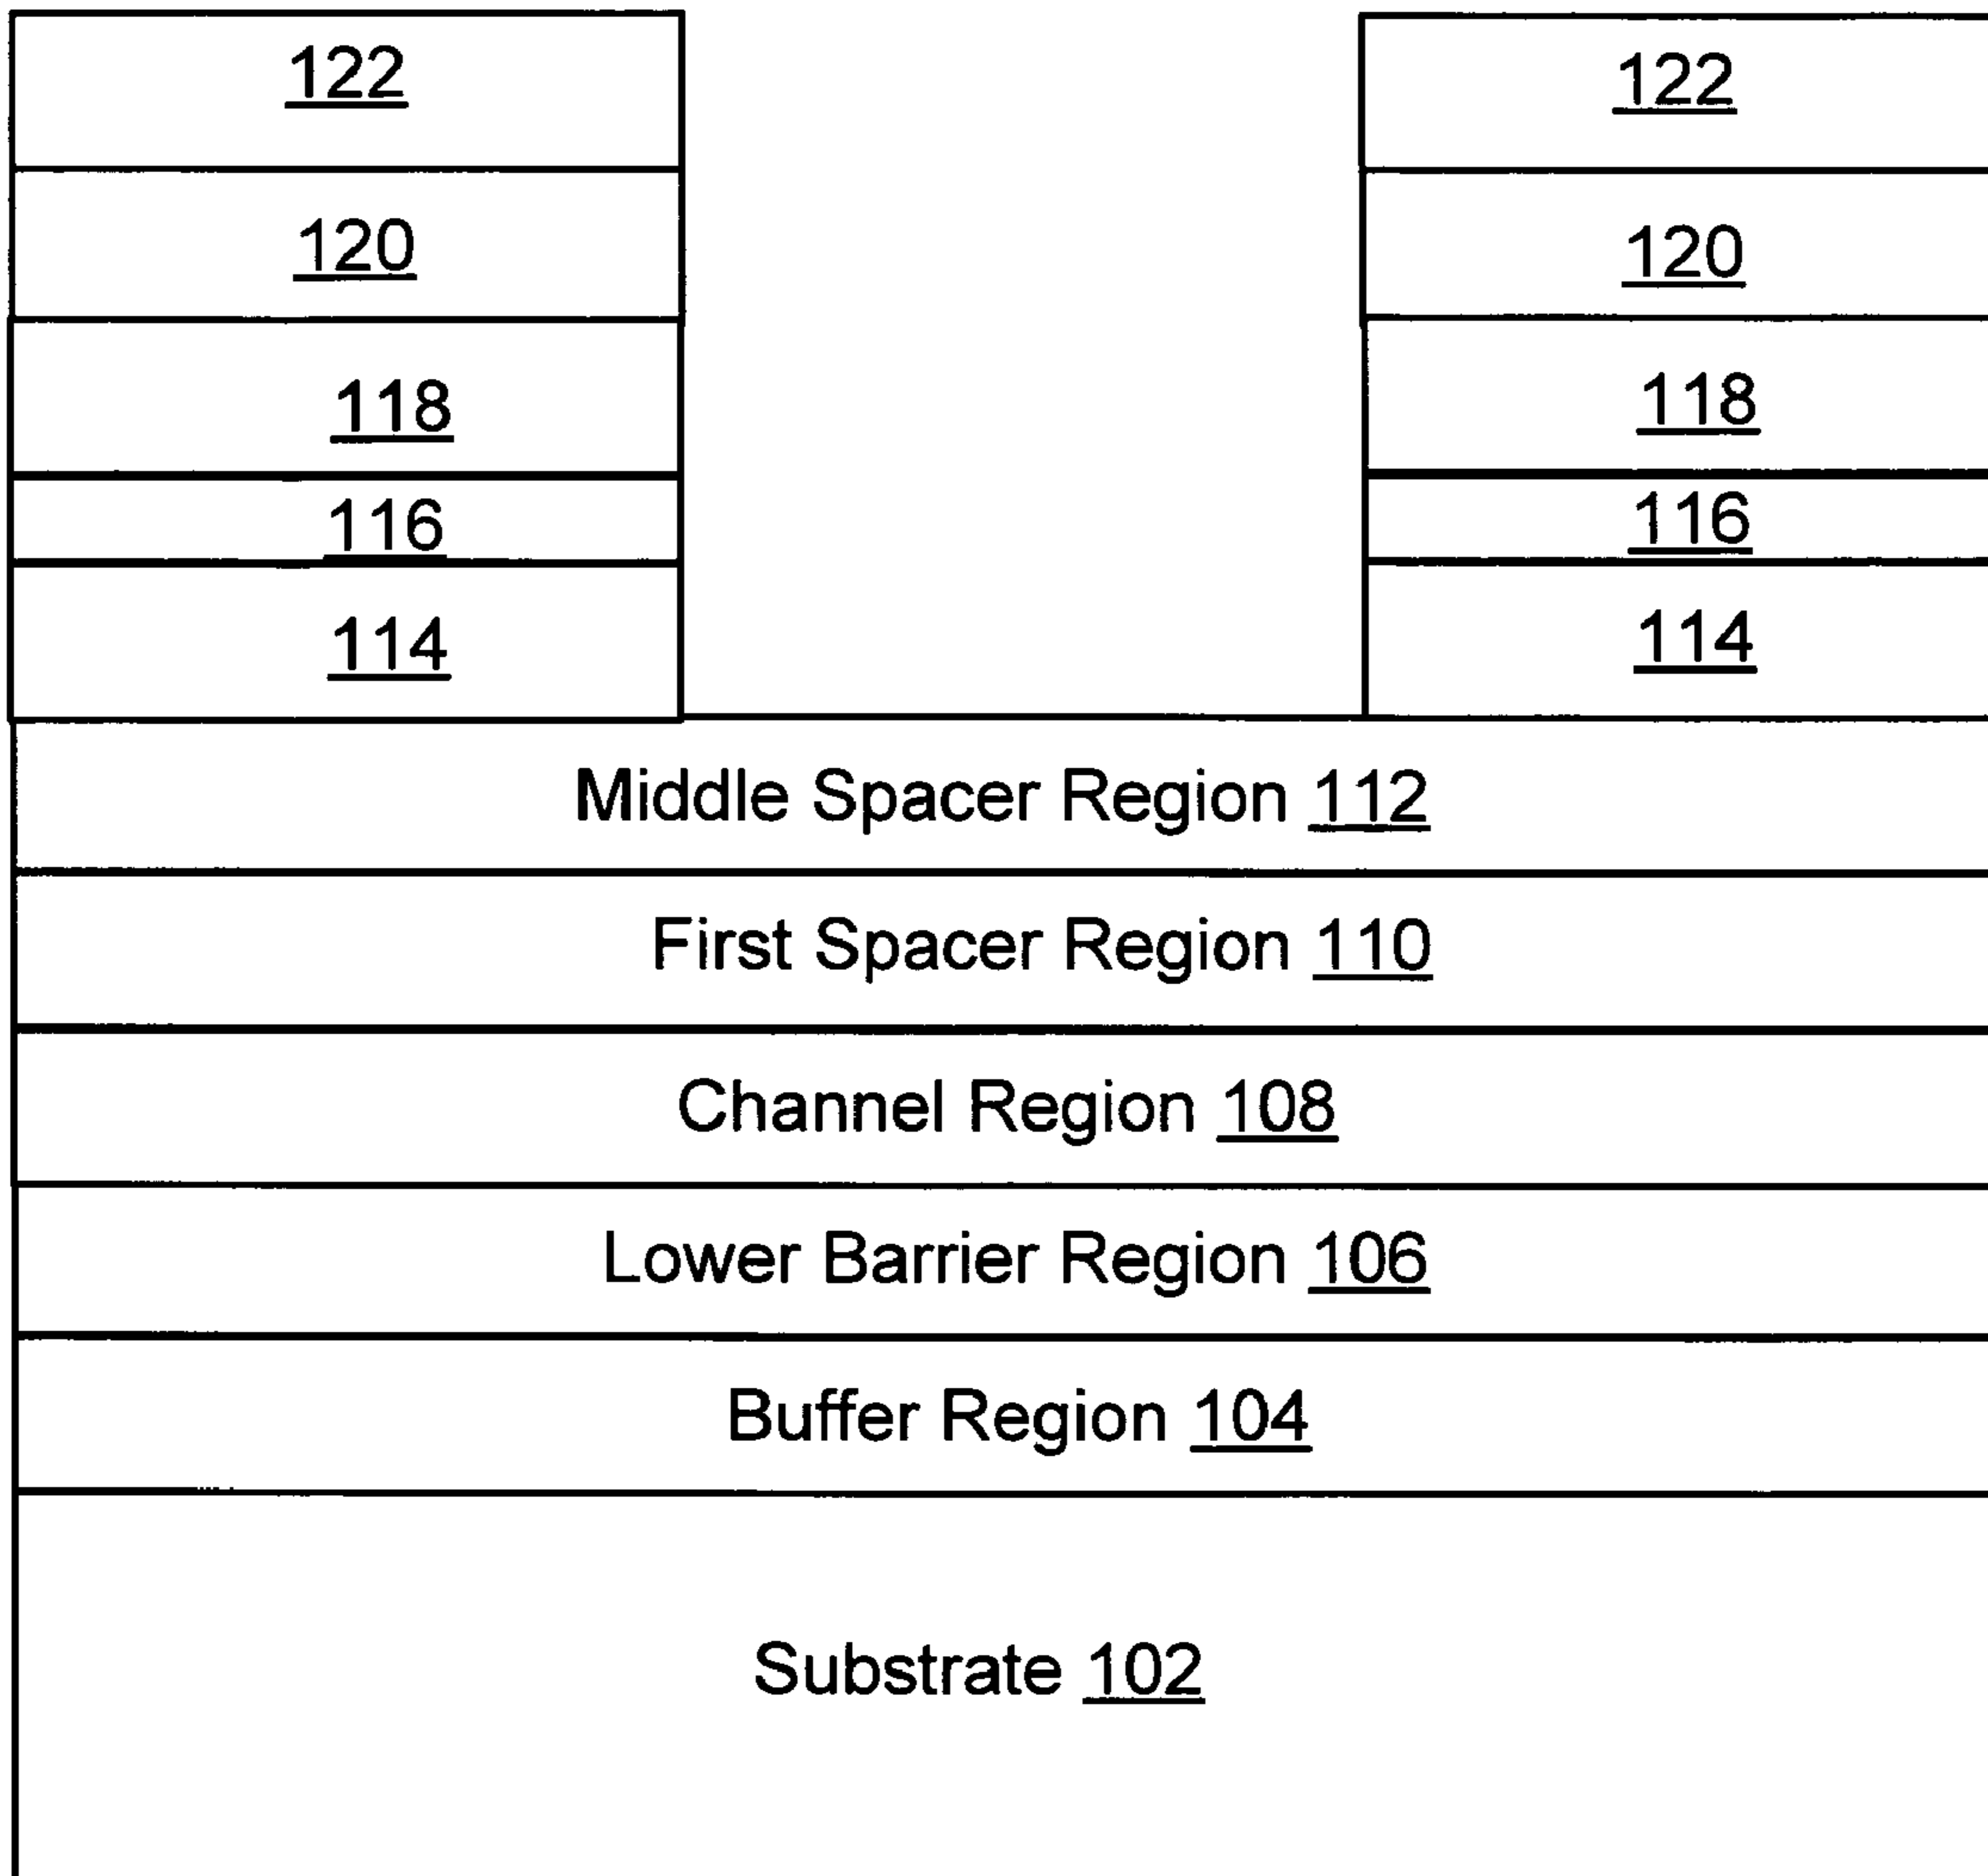 122 122
120 120
118 118
116 116
114 114
Middle Spacer Region 112
First Spacer Region 110
Channel Region 108
Lower Barrier Region 106
Buffer Region 104
Substrate 102